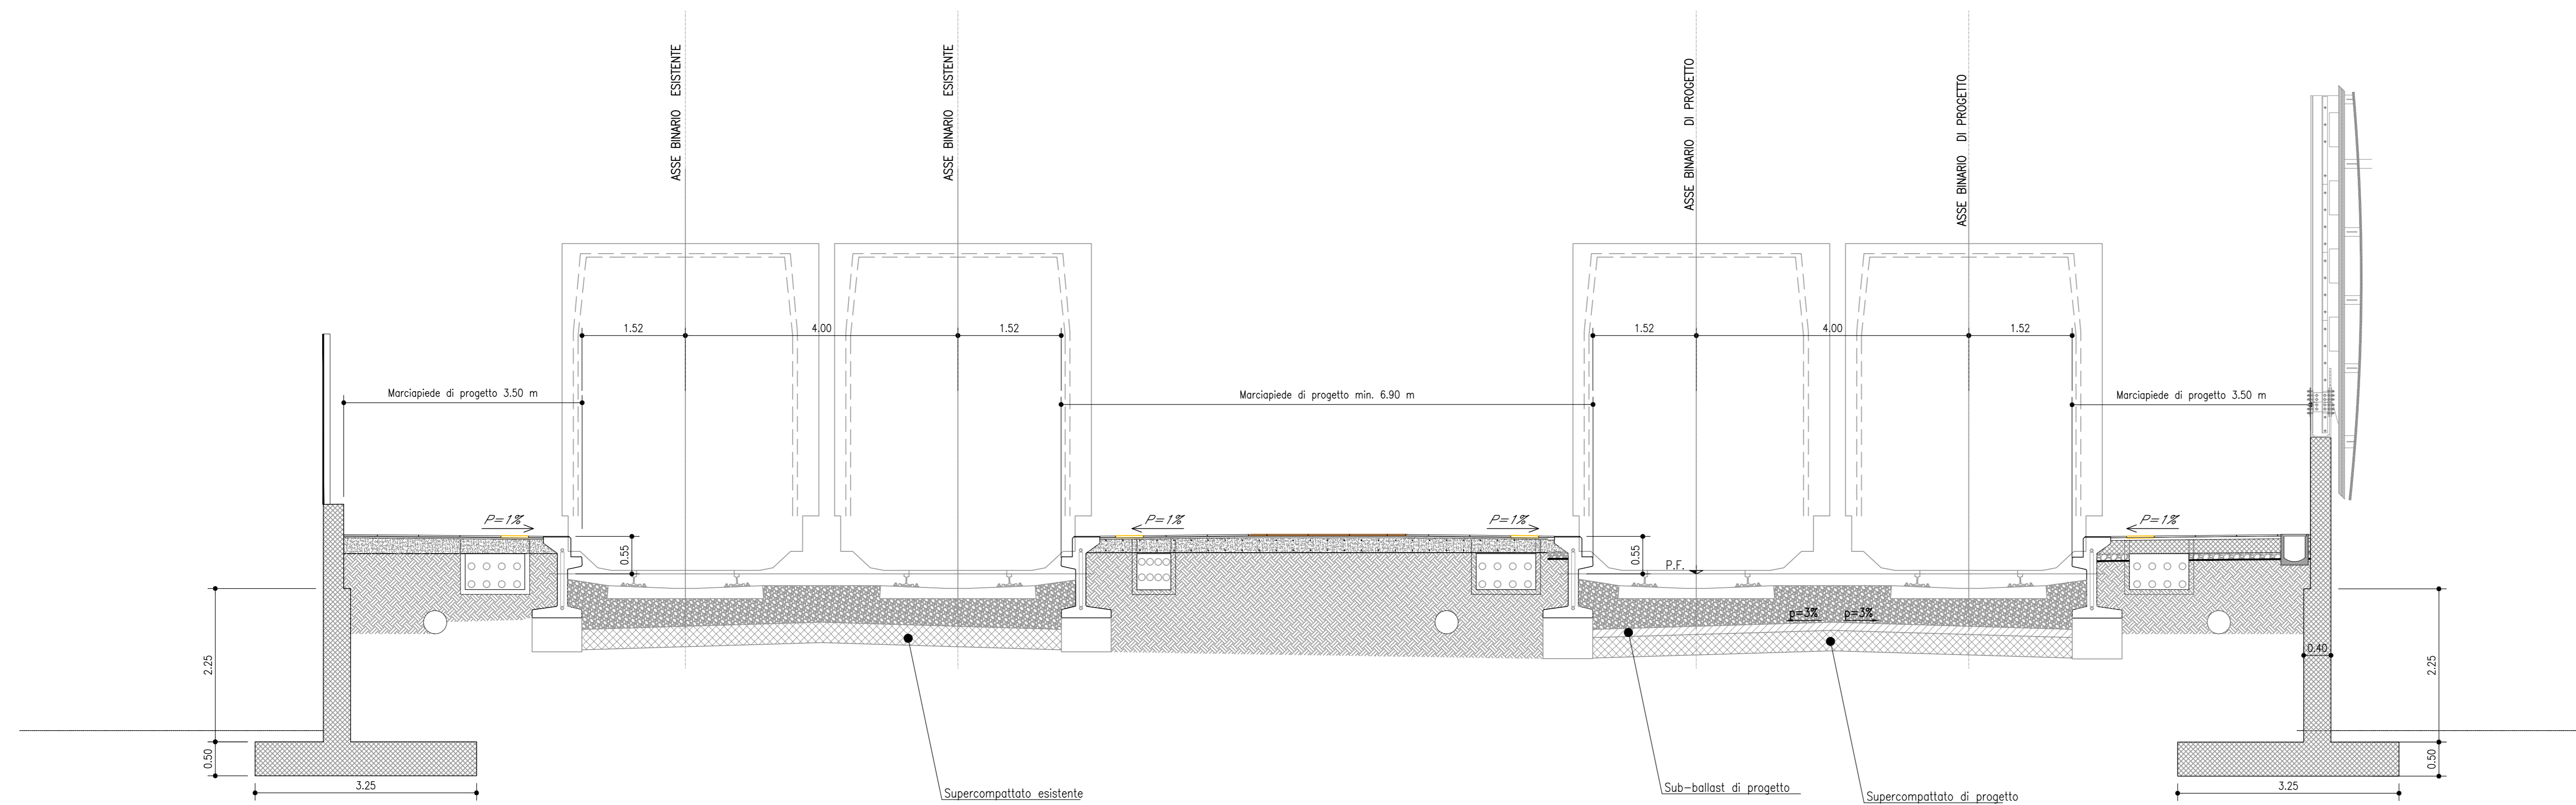 ASSE BINARIO ESISTENTE
ASSE BINARIO ESISTENTE
ASSE BINARIO DI PROGETTO
ASSE BINARIO DI PROGETTO
1.52
4.00
1.52
1.52
4.00
1.52
Marciapiede di progetto 3.50 m
Marciapiede di progetto min. 6.90 m
Marciapiede di progetto 3.50 m
P=1%
P=1%
P=1%
P=1%
0.55
0.55
P.F.
p=3%
p=3%
2.25
0.40
2.25
0.50
0.50
3.25
3.25
Supercompattato esistente
Sub-ballast di progetto
Supercompattato di progetto